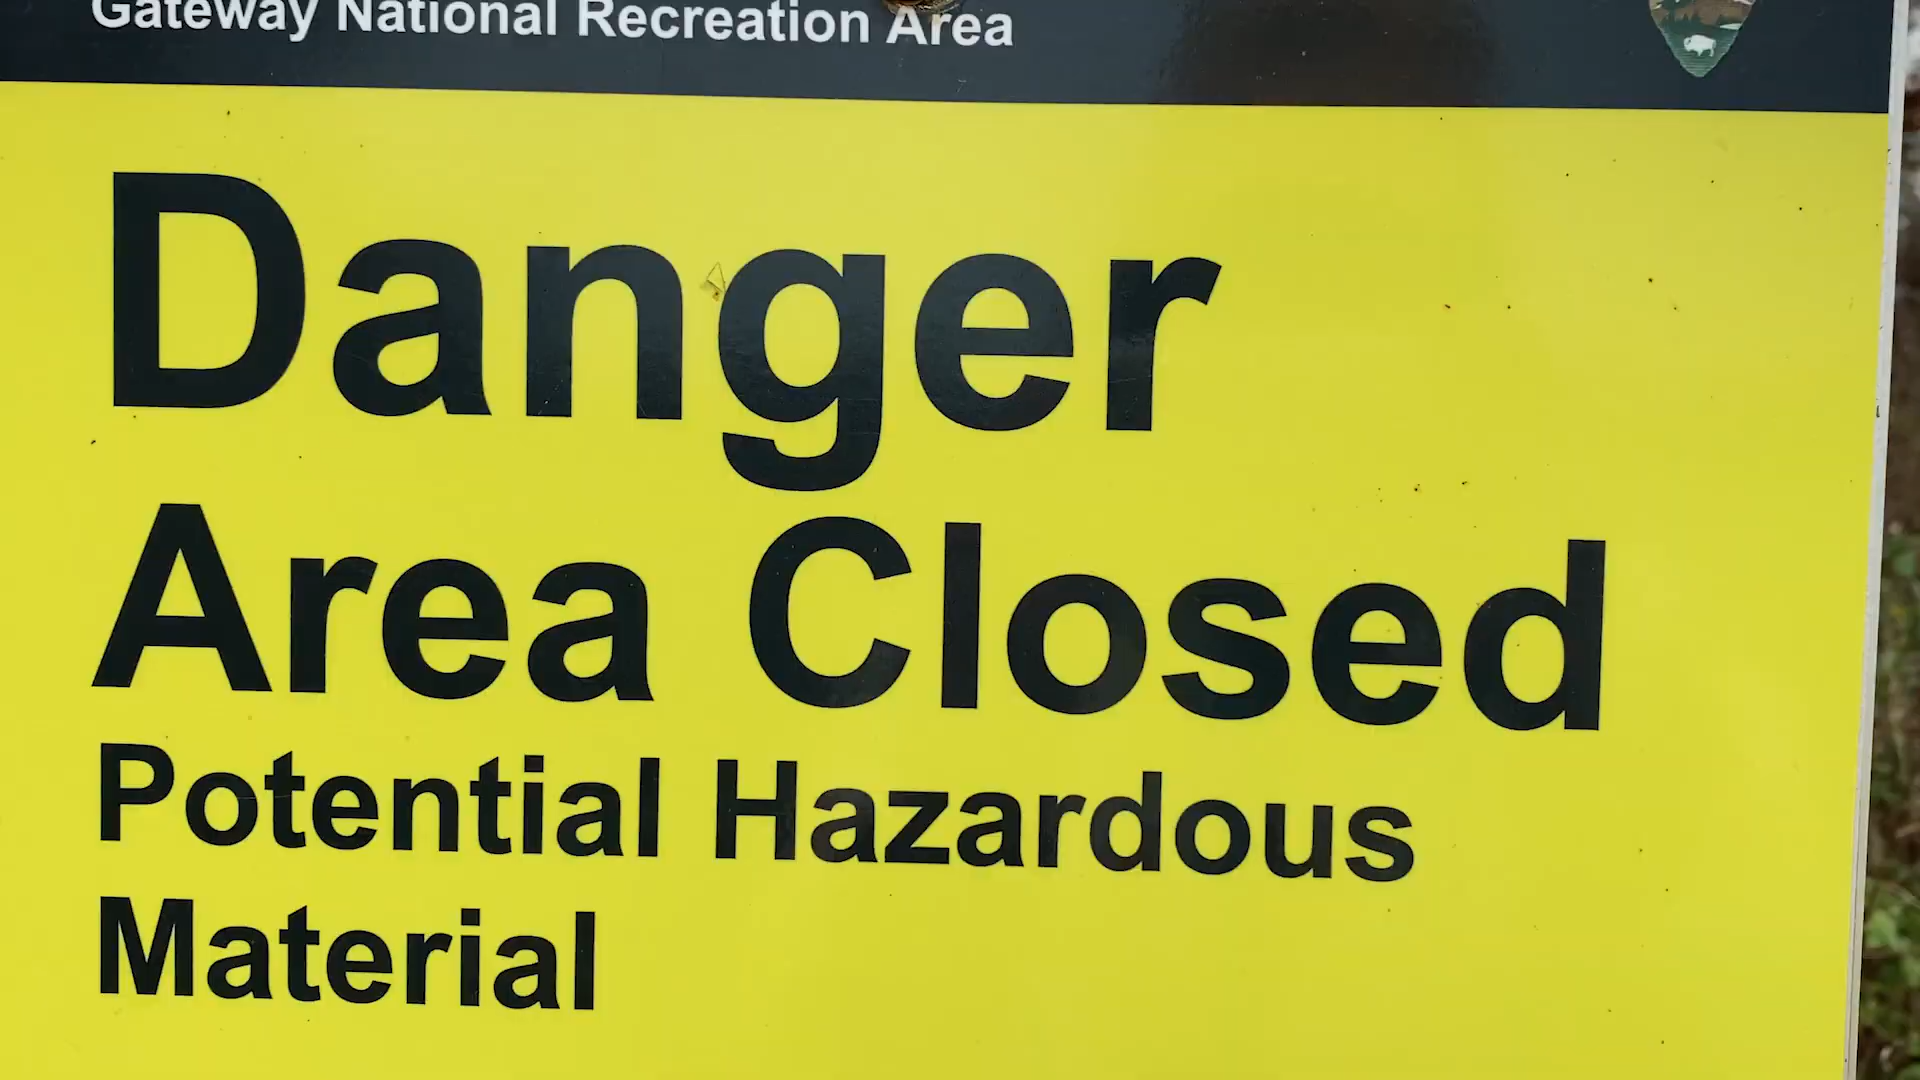 Gateway National Recreation Area
Danger
Area Closed
Potential Hazardous
Material